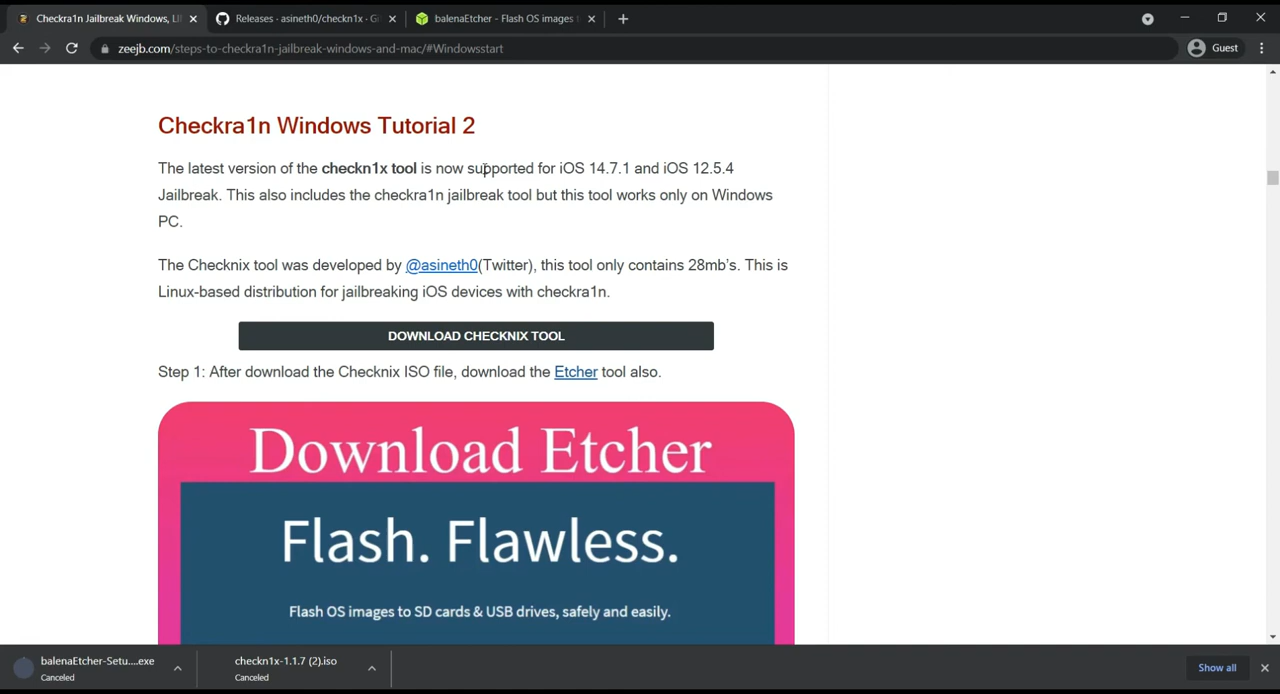 Checkra1n Jailbreak Windows, LI
Releases · asineth0/checkn1x · G
balenaEtcher - Flash OS images t
zeejb.com/steps-to-checkra1n-jailbreak-windows-and-mac/#Windowsstart
Guest
Checkra1n Windows Tutorial 2
The latest version of the checkn1x tool is now supported for iOS 14.7.1 and iOS 12.5.4
Jailbreak. This also includes the checkra1n jailbreak tool but this tool works only on Windows
PC.
The Checknix tool was developed by @asineth0(Twitter), this tool only contains 28mb's. This is
Linux-based distribution for jailbreaking iOS devices with checkra1n.
DOWNLOAD CHECKNIX TOOL
Step 1: After download the Checknix ISO file, download the Etcher tool also.
Download Etcher
Flash. Flawless.
Flash OS images to SD cards & USB drives, safely and easily.
balenaEtcher-Setu....exe
Canceled
checkn1x-1.1.7 (2).iso
Canceled
Show all